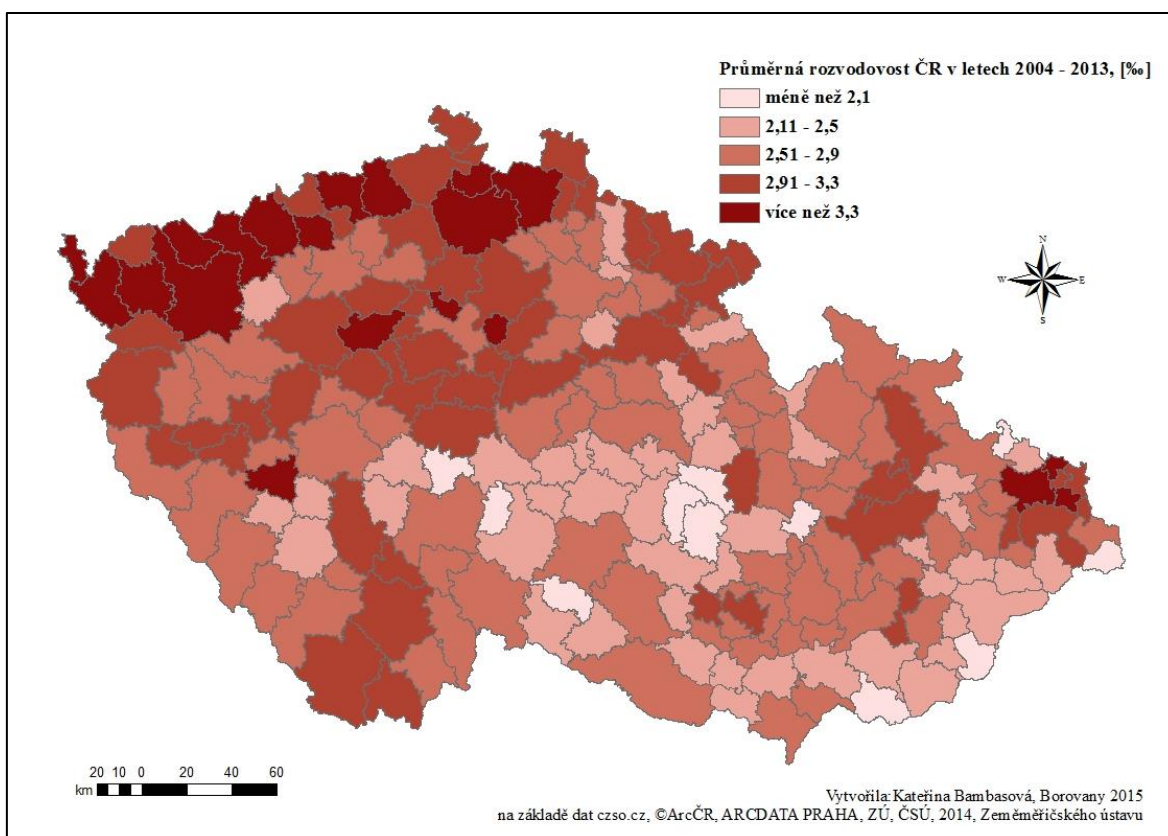 Průměrná rozvodovost ČR v letech 2004 - 2013, [‰]
méně než 2,1
2,11 - 2,5
2,51 - 2,9
2,91 - 3,3
více než 3,3
N
W E
S
20 10 0 20 40 60
km
Vytvořila:Kateřina Bambasová, Borovany 2015
na základě dat czso.cz, ©ArcČR, ARCDATA PRAHA, ZÚ, ČSÚ, 2014, Zeměměřičského ústavu